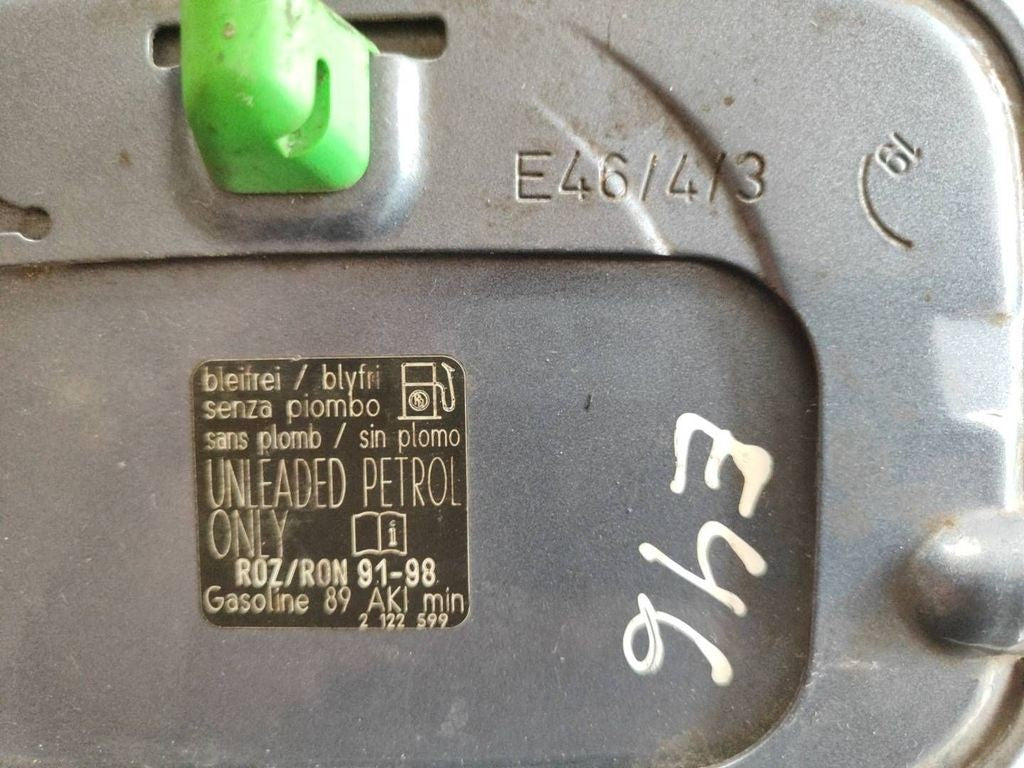 E46/4/3
19
bleifrei / blyfri
senza piombo
sans plomb / sin plomo
UNLEADED PETROL
ONLY
i
ROZ/RON 91-98
Gasoline 89 AKI min
2 122 599
E46